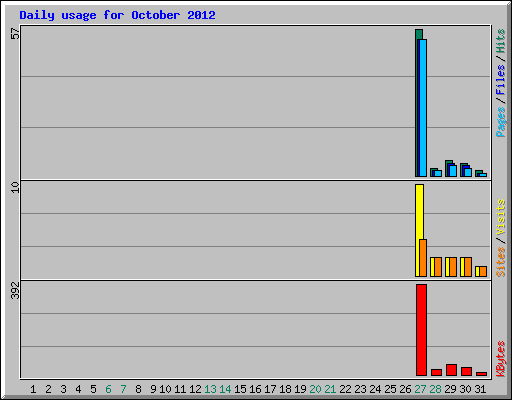 Daily usage for October 2012
57
10
392
Pages / Files / Hits
Sites / Visits
KBytes
1 2 3 4 5 6 7 8 9 10 11 12 13 14 15 16 17 18 19 20 21 22 23 24 25 26 27 28 29 30 31